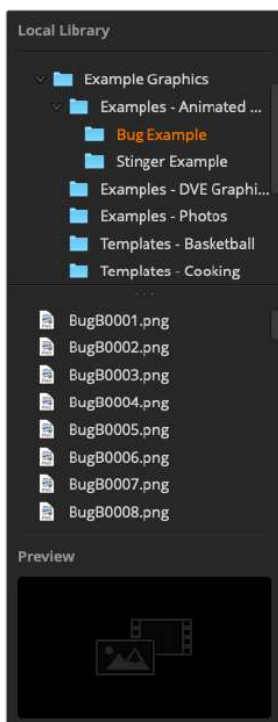 Local Library
Example Graphics
Examples - Animated ...
Bug Example
Stinger Example
Examples - DVE Graphi...
Examples - Photos
Templates - Basketball
Templates - Cooking
BugB0001.png
BugB0002.png
BugB0003.png
BugB0004.png
BugB0005.png
BugB0006.png
BugB0007.png
BugB0008.png
Preview